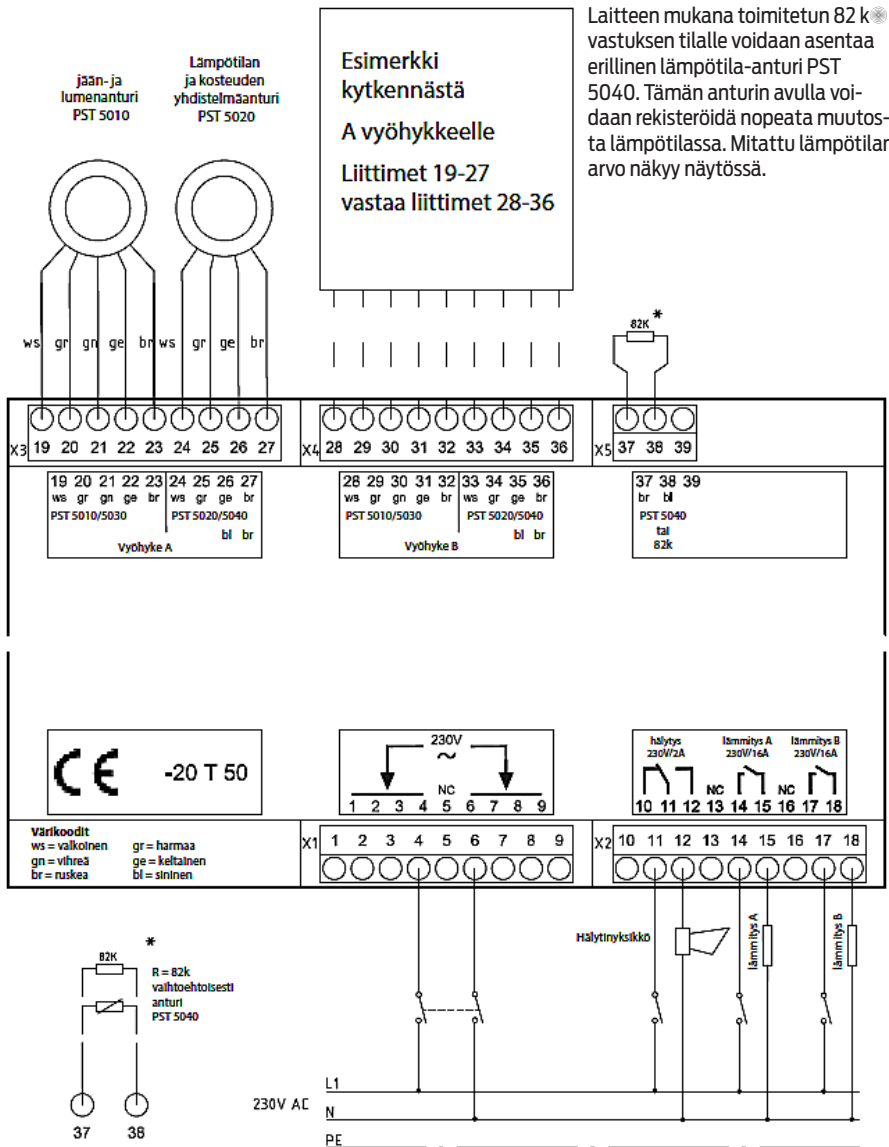 jään- ja
lumenanturi
PST 5010
Lämpötilan
ja kosteuden
yhdistelmäanturi
PST 5020
Esimerkki
kytkennästä
A vyöhykkeelle
Liittimet 19-27
vastaa liittimet 28-36
Laitteen mukana toimitetun 82 k
vastuksen tilalle voidaan asentaa
erillinen lämpötila-anturi PST
5040. Tämän anturin avulla voi-
daan rekisteröidä nopeata muutos-
ta lämpötilassa. Mitattu lämpötilan
arvo näkyy näytössä.
82K *
ws gr gn ge br ws gr ge br
X3 19 20 21 22 23 24 25 26 27
X4 28 29 30 31 32 33 34 35 36
X5 37 38 39
19 20 21 22 23 24 25 26 27
ws gr gn ge br ws gr ge br
PST 5010/5030 PST 5020/5040
bl br
Vyöhyke A
28 29 30 31 32 33 34 35 36
ws gr gn ge br ws gr ge br
PST 5010/5030 PST 5020/5040
bl br
Vyöhyke B
37 38 39
br bl
PST 5040
tai
82k
CE -20 T 50
230V
~
NC
1 2 3 4 5 6 7 8 9
hälytys
230V/2A
lämmitys A
230V/16A
lämmitys B
230V/16A
NC NC
10 11 12 13 14 15 16 17 18
Värikoodit
ws = valkoinen gr = harmaa
gn = vihreä ge = keltainen
br = ruskea bl = sininen
X1 1 2 3 4 5 6 7 8 9
X2 10 11 12 13 14 15 16 17 18
Hälytinyksikkö
lämmitys A
lämmitys B
*
82K
R = 82k
vaihtoehtoisesti
anturi
PST 5040
37 38
230V AC
L1
N
PE